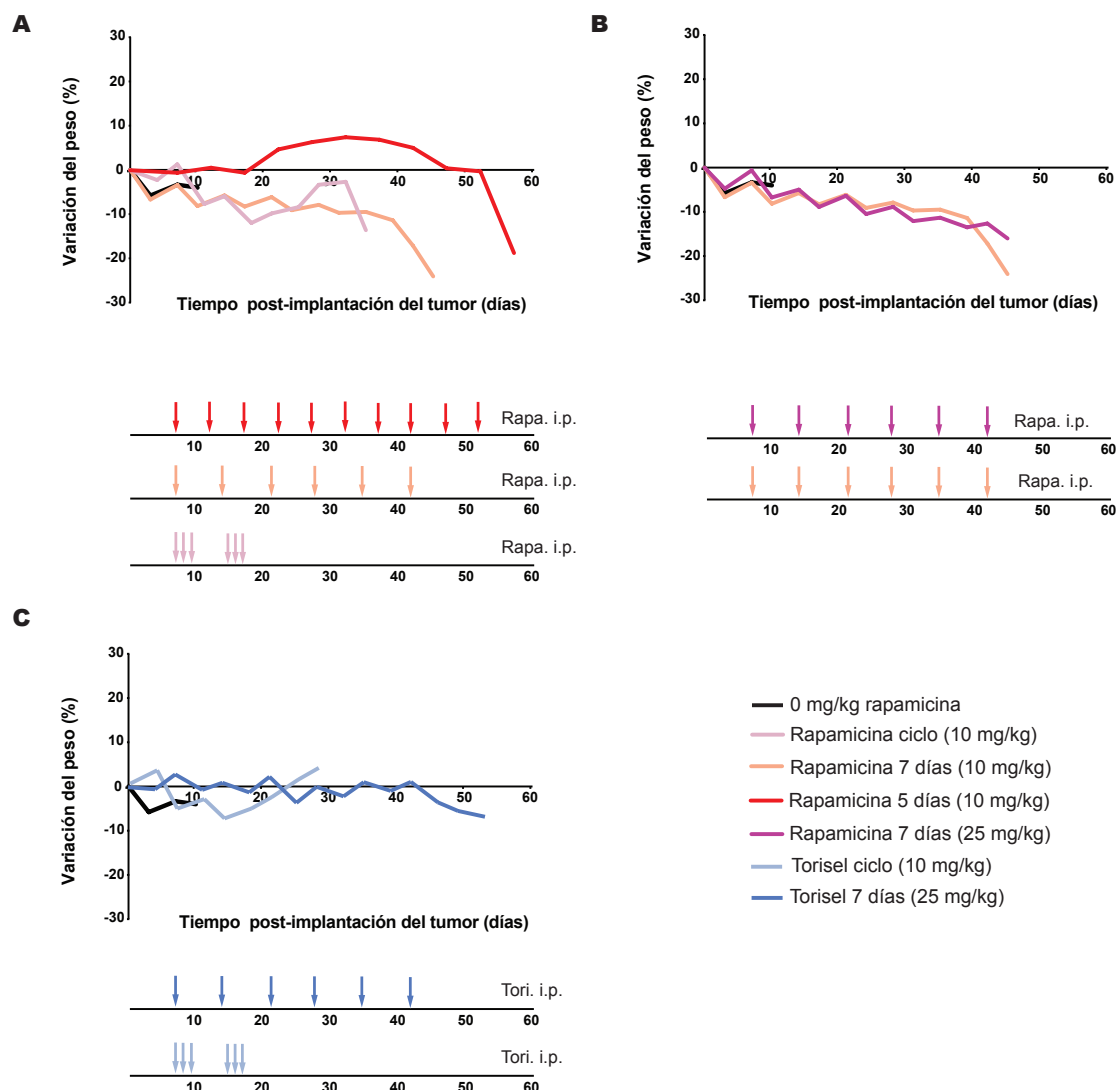 A
Variación del peso (%)
30
20
10
0
-10
-20
-30
10 20 30 40 50 60
Tiempo post-implantación del tumor (días)
Rapa. i.p.
10 20 30 40 50 60
Rapa. i.p.
10 20 30 40 50 60
Rapa. i.p.
10 20 30 40 50 60
B
Variación del peso (%)
30
20
10
0
-10
-20
-30
10 20 30 40 50 60
Tiempo post-implantación del tumor (días)
Rapa. i.p.
10 20 30 40 50 60
Rapa. i.p.
10 20 30 40 50 60
C
Variación del peso (%)
30
20
10
0
-10
-20
-30
10 20 30 40 50 60
Tiempo post-implantación del tumor (días)
Tori. i.p.
10 20 30 40 50 60
Tori. i.p.
10 20 30 40 50 60
0 mg/kg rapamicina
Rapamicina ciclo (10 mg/kg)
Rapamicina 7 días (10 mg/kg)
Rapamicina 5 días (10 mg/kg)
Rapamicina 7 días (25 mg/kg)
Torisel ciclo (10 mg/kg)
Torisel 7 días (25 mg/kg)